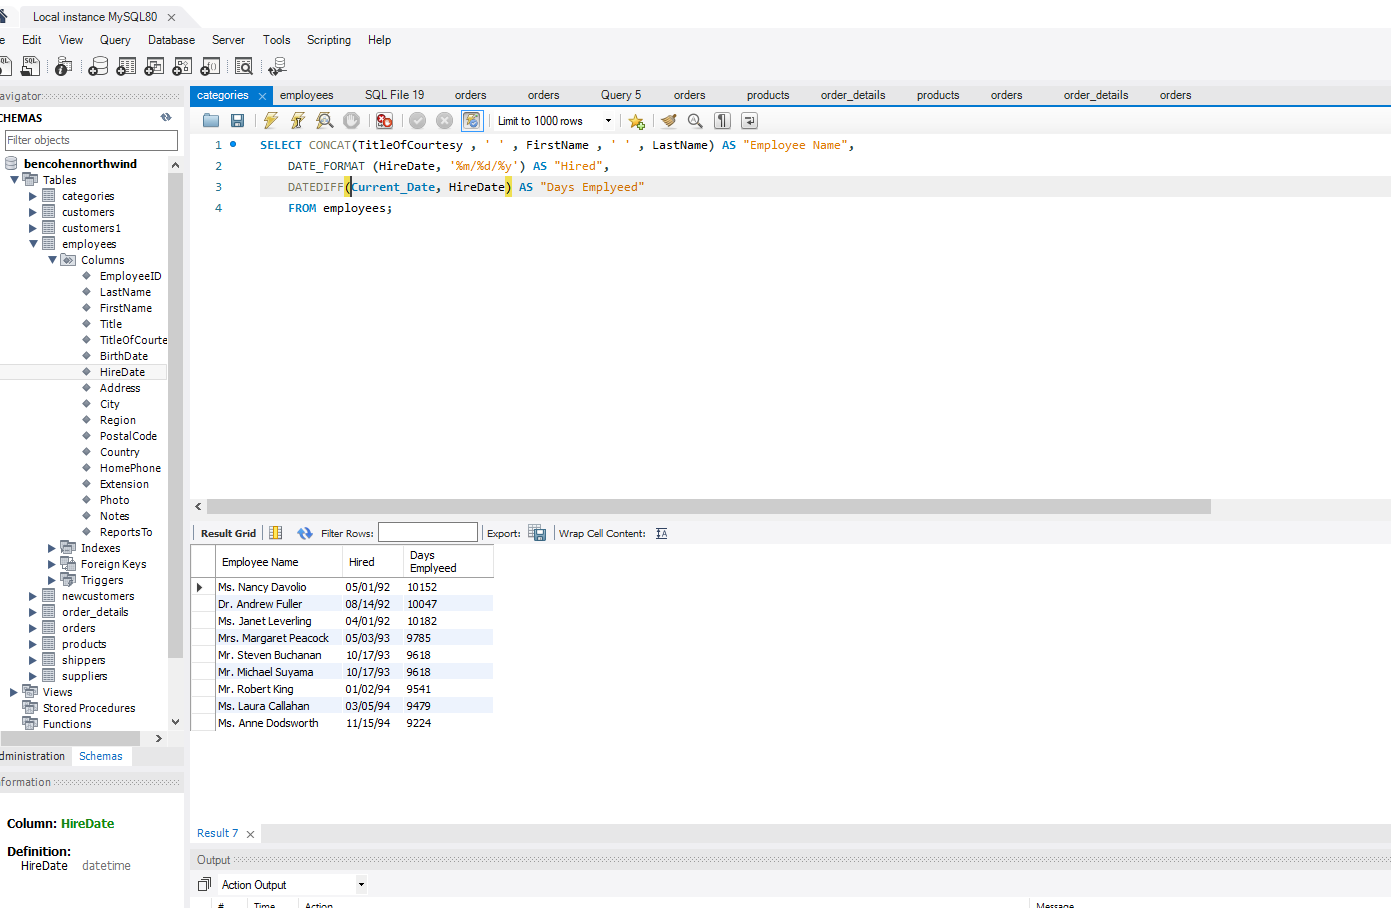 Local instance MySQL80
e Edit View Query Database Server Tools Scripting Help
avigator
CHEMAS
Filter objects
bencohennorthwind
Tables
categories
customers
customers1
employees
Columns
EmployeeID
LastName
FirstName
Title
TitleOfCourte
BirthDate
HireDate
Address
City
Region
PostalCode
Country
HomePhone
Extension
Photo
Notes
ReportsTo
Indexes
Foreign Keys
Triggers
newcustomers
order_details
orders
products
shippers
suppliers
Views
Stored Procedures
Functions
dministration Schemas
formation
Column: HireDate
Definition:
HireDate datetime
categories employees SQL File 19 orders orders Query 5 orders products order_details products orders order_details orders
Limit to 1000 rows
1 SELECT CONCAT(TitleOfCourtesy , ' ' , FirstName , ' ' , LastName) AS "Employee Name",
2 DATE_FORMAT (HireDate, '%m/%d/%y') AS "Hired",
3 DATEDIFF(Current_Date, HireDate) AS "Days Emplyeed"
4 FROM employees;
Result Grid Filter Rows: Export: Wrap Cell Content:
Employee Name Hired Days Emplyeed
Ms. Nancy Davolio 05/01/92 10152
Dr. Andrew Fuller 08/14/92 10047
Ms. Janet Leverling 04/01/92 10182
Mrs. Margaret Peacock 05/03/93 9785
Mr. Steven Buchanan 10/17/93 9618
Mr. Michael Suyama 10/17/93 9618
Mr. Robert King 01/02/94 9541
Ms. Laura Callahan 03/05/94 9479
Ms. Anne Dodsworth 11/15/94 9224
Result 7
Output
Action Output
# Time Action Message